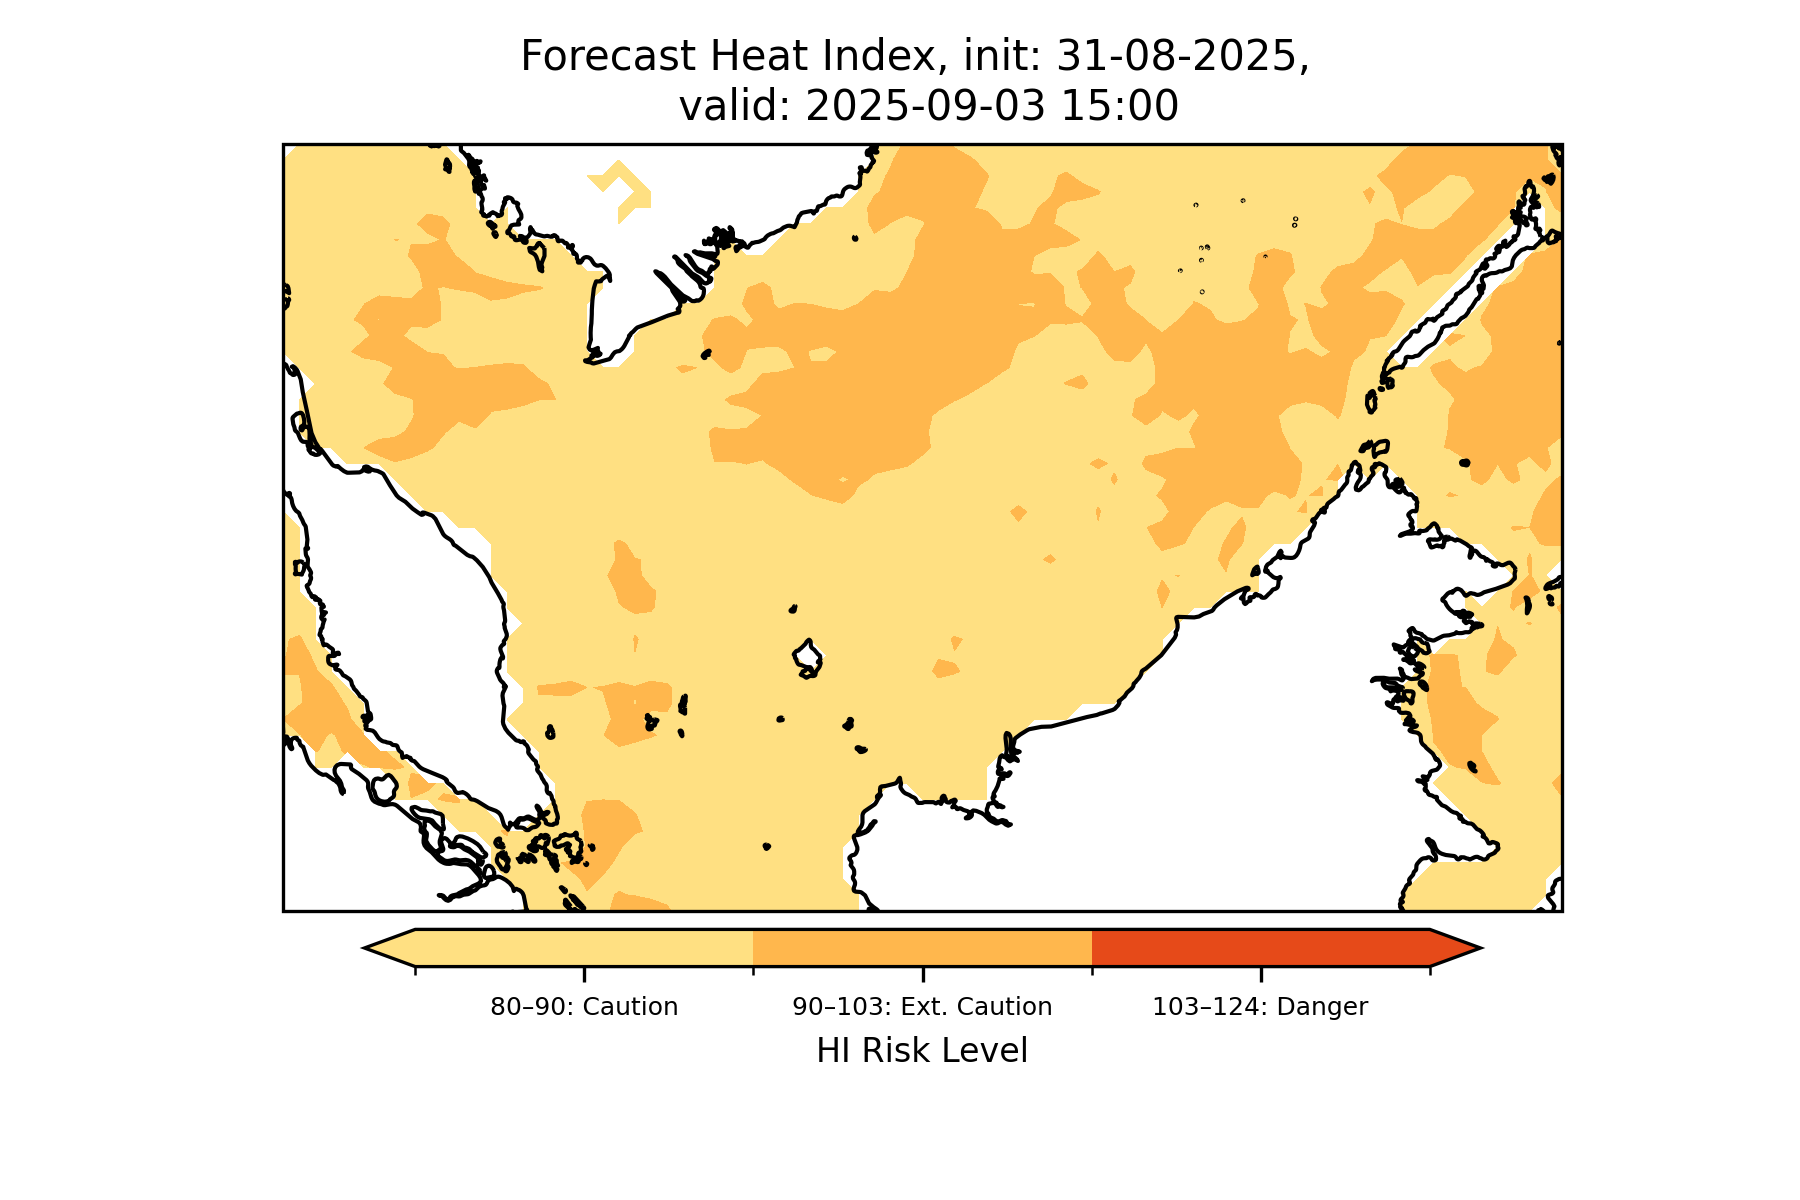 Forecast Heat Index, init: 31-08-2025,
valid: 2025-09-03 15:00
80–90: Caution
90–103: Ext. Caution
103–124: Danger
HI Risk Level